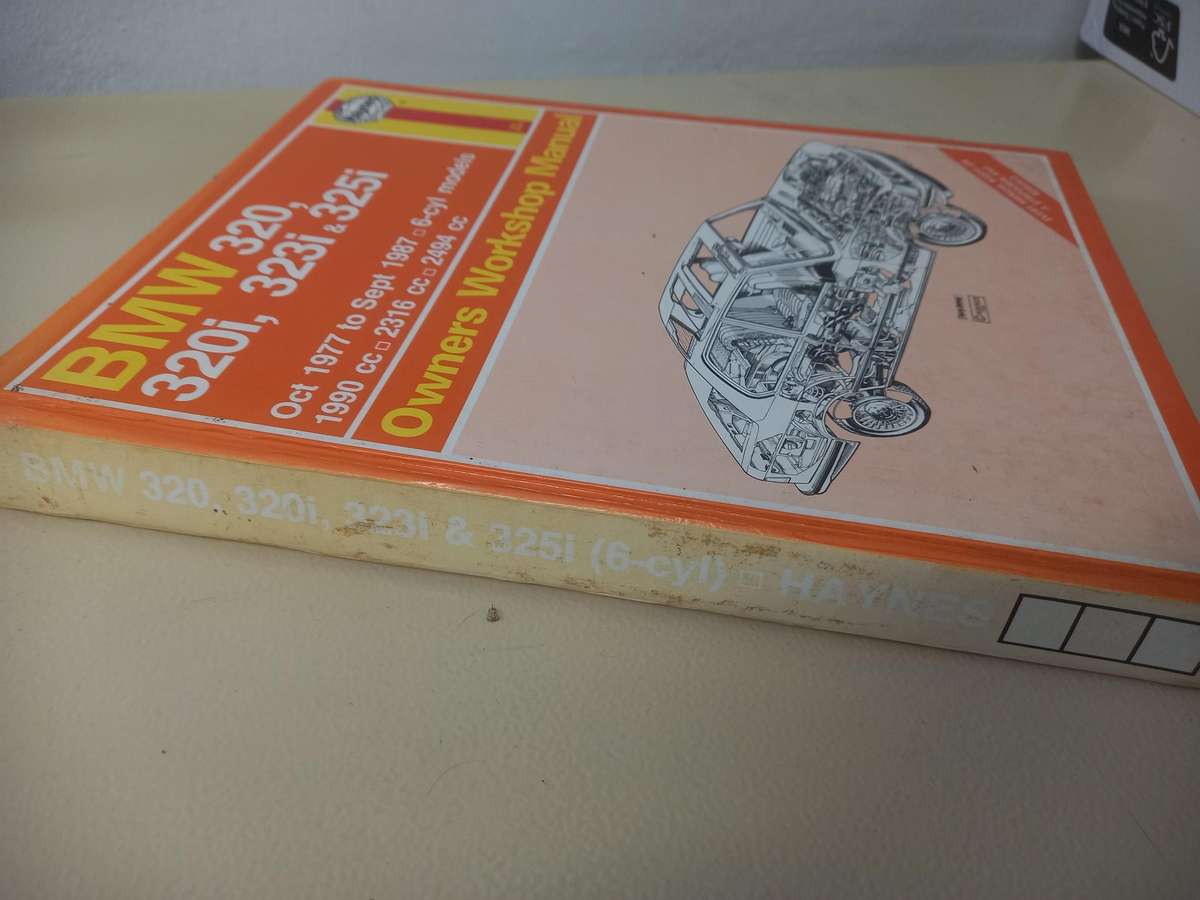 Haynes
BMW 320,
320i, 323i & 325i
Oct 1977 to Sept 1987 □ 6-cyl models
1990 cc □ 2316 cc □ 2494 cc
Owners Workshop Manual
BMW 320, 320i, 323i & 325i (6-cyl) □ HAYNES